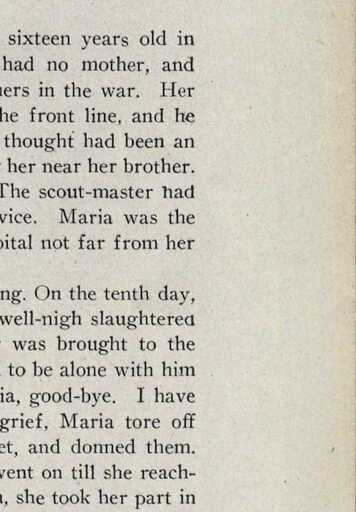 sixteen years old in
had no mother, and
ners in the war. Her
he front line, and he
thought had been an
her near her brother.
The scout-master had
vice. Maria was the
pital not far from her
ng. On the tenth day,
well-nigh slaughtered
was brought to the
to be alone with him
ia, good-bye. I have
grief, Maria tore off
et, and donned them.
vent on till she reach-
, she took her part in